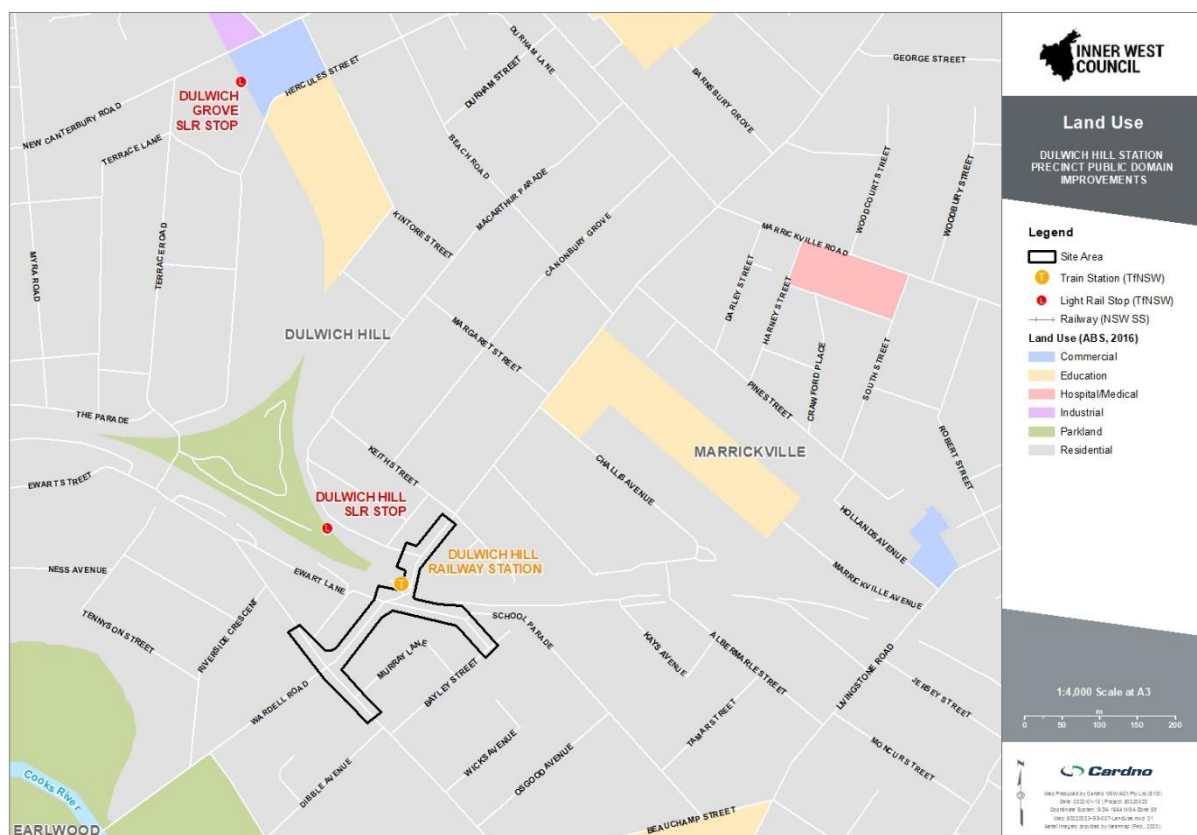 GEORGE STREET
DURHAM LANE
DURHAM STREET
BARNSBURY GROVE
HERCULES STREET
DULWICH
GROVE
SLR STOP
NEW CANTERBURY ROAD
TERRACE LANE
BEACH ROAD
MACARTHUR PARADE
WOODCOURT STREET
WOODBURY STREET
KINTORE STREET
CANONBURY GROVE
MARRICKVILLE ROAD
MYRA ROAD
TERRACE ROAD
DARLEY STREET
HARNEY STREET
DULWICH HILL
MARGARET STREET
CRAWFORD PLACE
SOUTH STREET
PINE STREET
THE PARADE
ROBERT STREET
KEITH STREET
MARRICKVILLE
CHALLIS AVENUE
EWART STREET
DULWICH HILL
SLR STOP
HOLLANDS AVENUE
DULWICH HILL
RAILWAY STATION
T
L
L
NESS AVENUE
EWART LANE
MARRICKVILLE AVENUE
TENNYSON STREET
RIVERSIDE CRESCENT
SCHOOL PARADE
MURRAY LANE
KAYS AVENUE
ALBERMARLE STREET
BAYLEY STREET
LIVINGSTONE ROAD
JERSEY STREET
WARDELL ROAD
TAMAR STREET
WICKS AVENUE
OSGOOD AVENUE
MONCUR STREET
DIBBLE AVENUE
Cooks River
EARLWOOD
BEAUCHAMP STREET
INNER WEST
COUNCIL
Land Use
DULWICH HILL STATION
PRECINCT PUBLIC DOMAIN
IMPROVEMENTS
Legend
Site Area
T Train Station (TfNSW)
L Light Rail Stop (TfNSW)
Railway (NSW SS)
Land Use (ABS, 2016)
Commercial
Education
Hospital/Medical
Industrial
Parkland
Residential
1:4,000 Scale at A3
m
0 50 100 150 200
Cardno